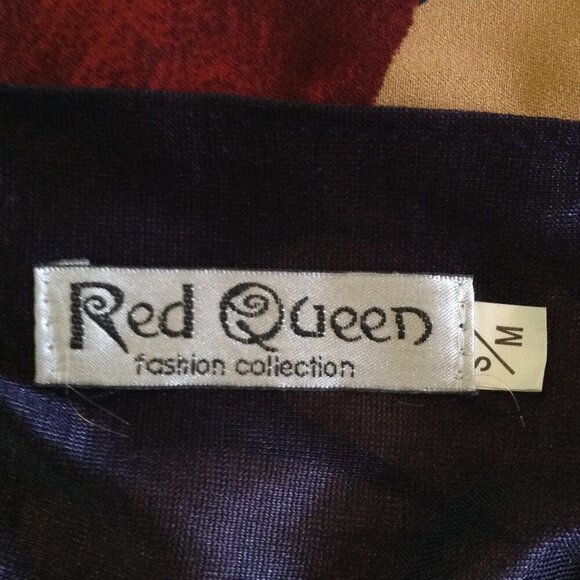 Red Queen
fashion collection
S/M